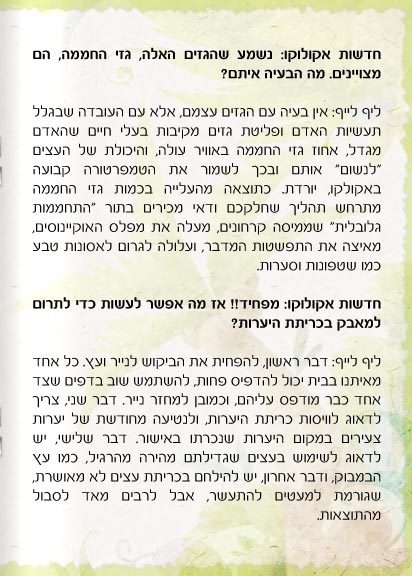 חדשות אקולוקו: נשמע שהגזים האלה, גזי החממה, הם
מצויינים. מה הבעיה איתם?
ליף לייף: אין בעיה עם הגזים עצמם, אלא עם העובדה שבגלל
תעשיות האדם ופליטת גזים מקיבות בעלי חיים שהאדם
מגדל, אחוז גזי החממה באוויר עולה, והיכולת של העצים
"לנשום" אותם ובכך לשמור את הטמפרטורה קבועה
באקולקו, יורדת. כתוצאה מהעלייה בכמות גזי החממה
מתרחש תהליך שחלקכם ודאי מכירים בתור "התחממות
גלובלית" שממיסה קרחונים, מעלה את מפלס האוקיינוסים,
מאיצה את התפשטות המדבר, ועלולה לגרום לאסונות טבע
כמו שטפונות וסערות.
חדשות אקולוקו: מפחיד!! אז מה אפשר לעשות כדי לתרום
למאבק בכריתת היערות?
ליף לייף: דבר ראשון, להפחית את הביקוש לנייר ועץ. כל אחד
מאיתנו בבית יכול להדפיס פחות, להשתמש שוב בדפים שצד
אחד כבר מודפס עליהם, וכמובן למחזר נייר. דבר שני, צריך
לדאוג לוויסות כריתת היערות, ולנטיעה מחודשת של יערות
צעירים במקום היערות שנכרתו באישור. דבר שלישי, יש
לדאוג לשימוש בעצים שגדילתם מהירה מהרגיל, כמו עץ
הבמבוק, ודבר אחרון, יש להילחם בכריתת עצים לא מאושרת,
שגורמת למעטים להתעשר, אבל לרבים מאד לסבול
מהתוצאות.